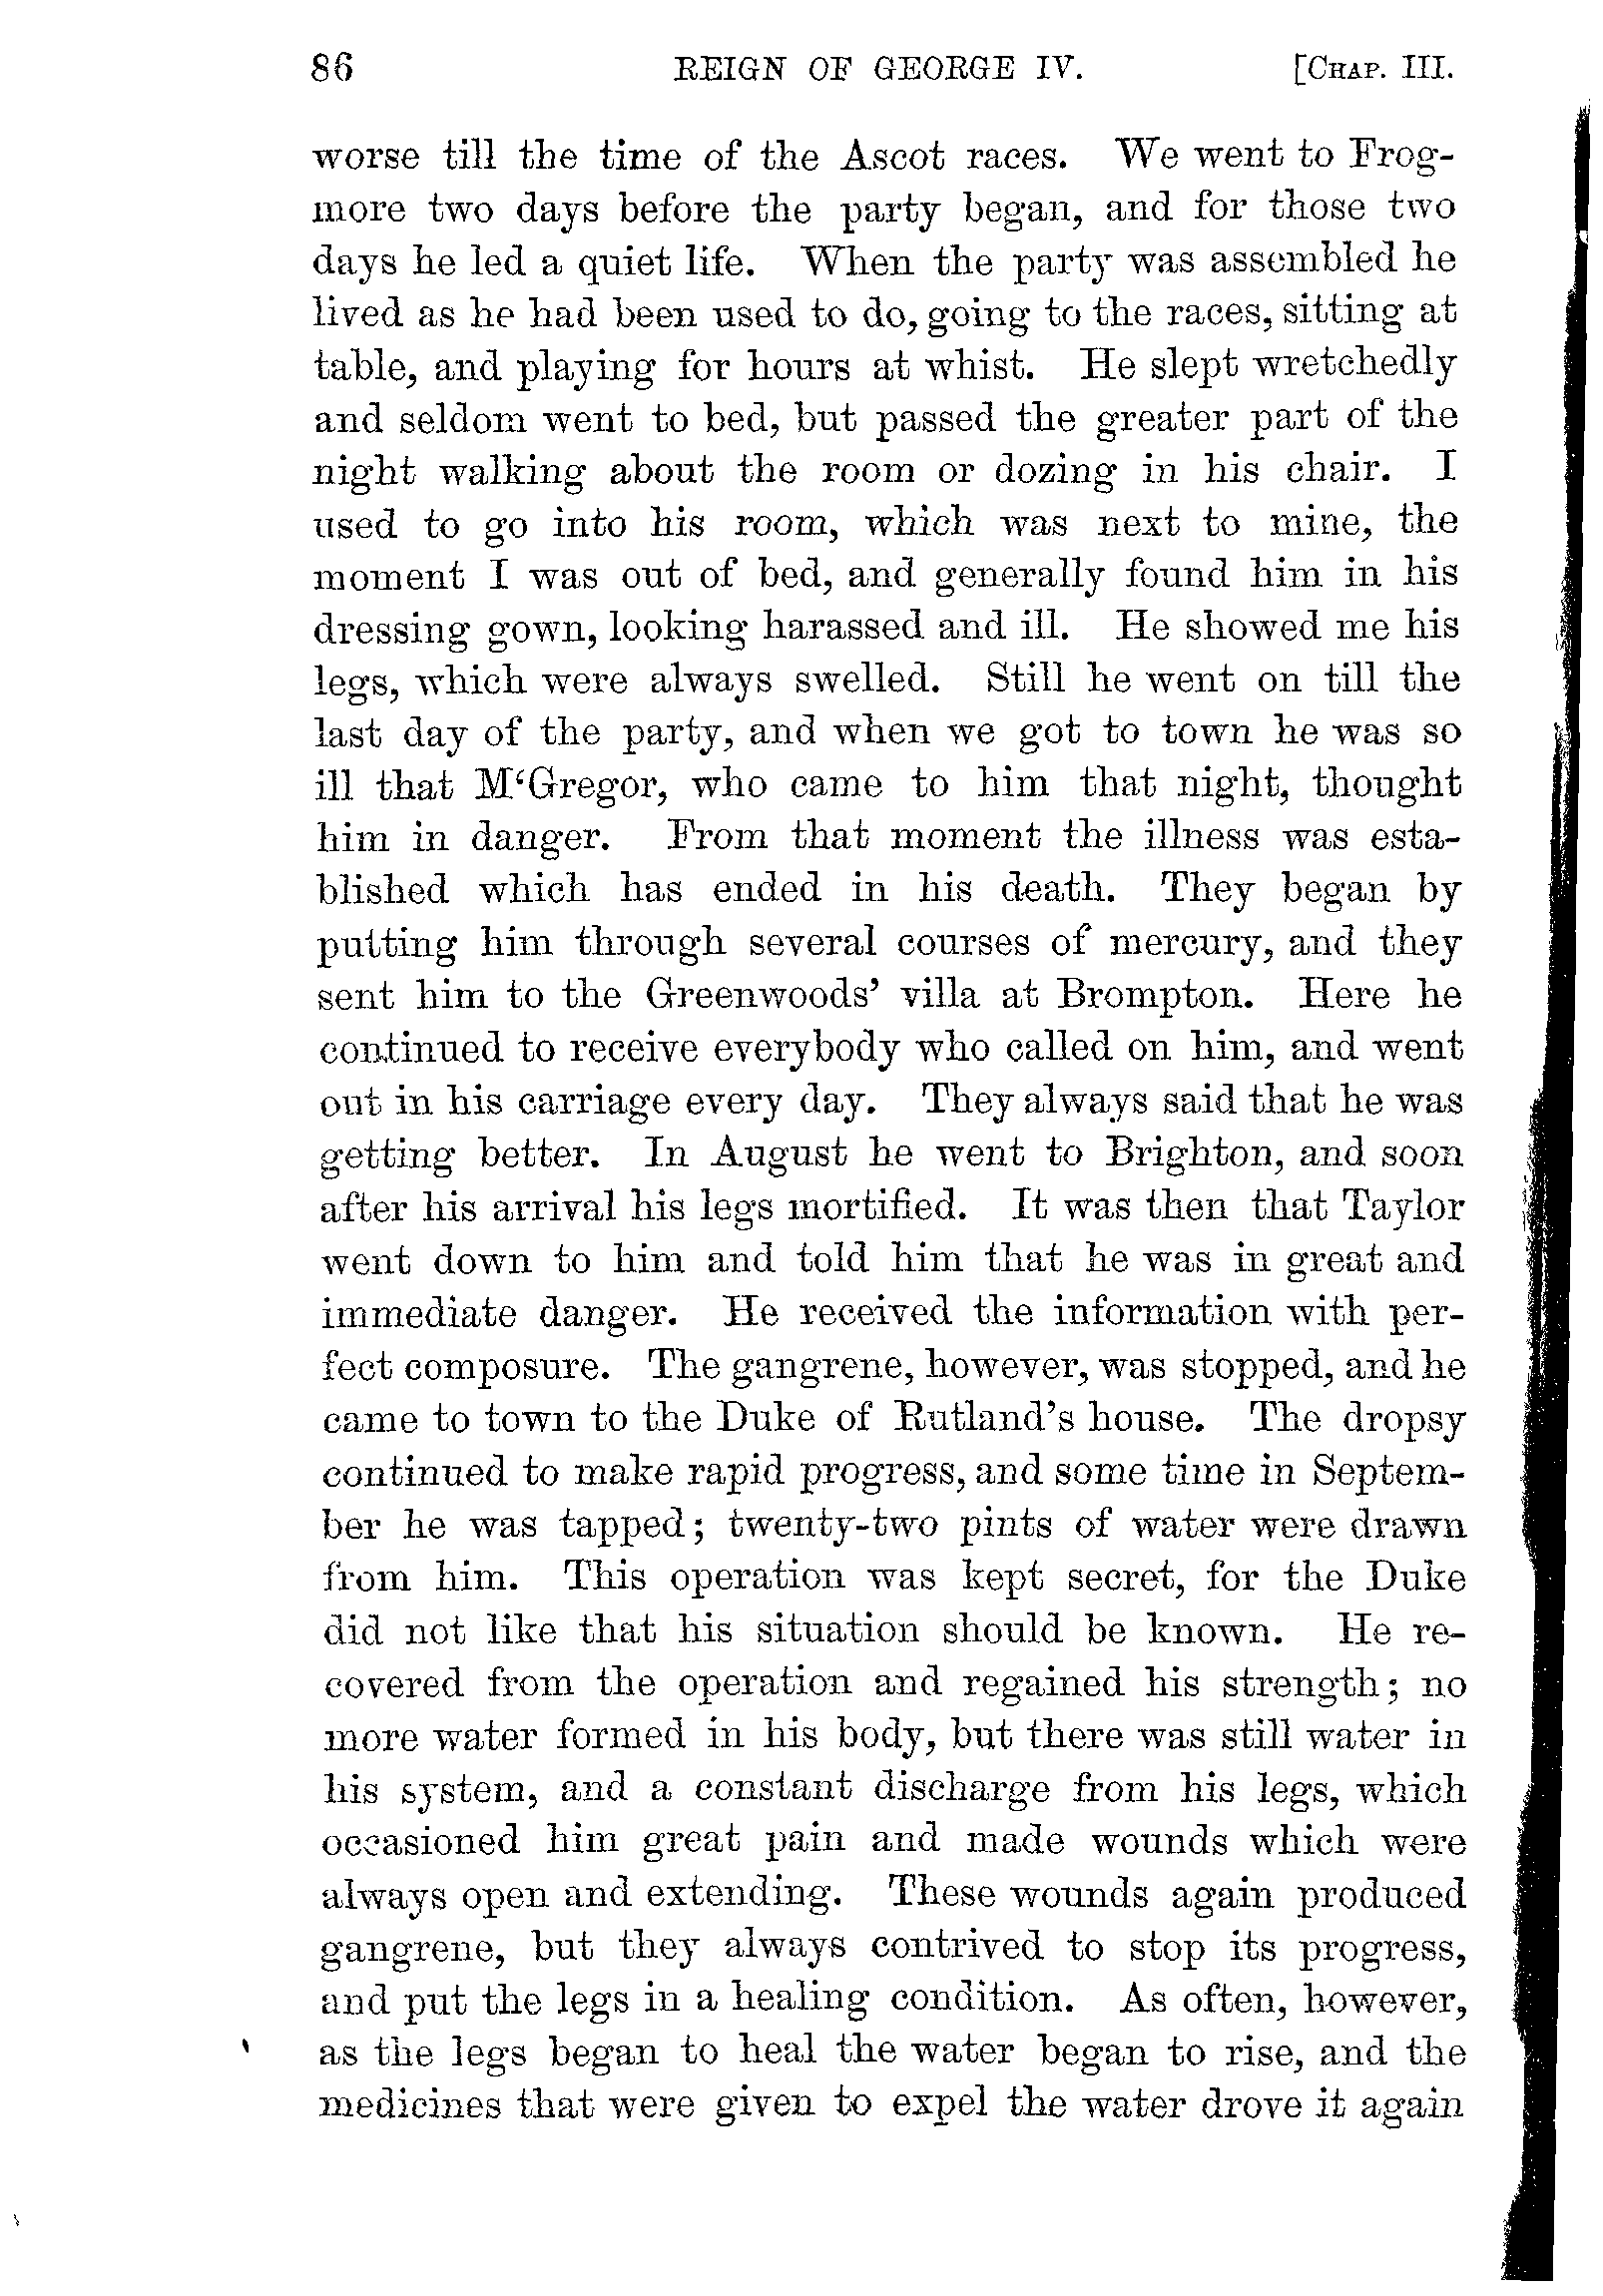 86 REIGN OF GEORGE IV. [CHAP. III.
worse till the time of the Ascot races. We went to Frog-
more two days before the party began, and for those two
days he led a quiet life. When the party was assembled he
lived as he had been used to do, going to the races, sitting at
table, and playing for hours at whist. He slept wretchedly
and seldom went to bed, but passed the greater part of the
night walking about the room or dozing in his chair. I
used to go into his room, which was next to mine, the
moment I was out of bed, and generally found him in his
dressing gown, looking harassed and ill. He showed me his
legs, which were always swelled. Still he went on till the
last day of the party, and when we got to town he was so
ill that M‘Gregor, who came to him that night, thought
him in danger. From that moment the illness was esta-
blished which has ended in his death. They began by
putting him through several courses of mercury, and they
sent him to the Greenwoods’ villa at Brompton. Here he
continued to receive everybody who called on him, and went
out in his carriage every day. They always said that he was
getting better. In August he went to Brighton, and soon
after his arrival his legs mortified. It was then that Taylor
went down to him and told him that he was in great and
immediate danger. He received the information with per-
fect composure. The gangrene, however, was stopped, and he
came to town to the Duke of Rutland’s house. The dropsy
continued to make rapid progress, and some time in Septem-
ber he was tapped; twenty-two pints of water were drawn
from him. This operation was kept secret, for the Duke
did not like that his situation should be known. He re-
covered from the operation and regained his strength; no
more water formed in his body, but there was still water in
his system, and a constant discharge from his legs, which
occasioned him great pain and made wounds which were
always open and extending. These wounds again produced
gangrene, but they always contrived to stop its progress,
and put the legs in a healing condition. As often, however,
as the legs began to heal the water began to rise, and the
medicines that were given to expel the water drove it again